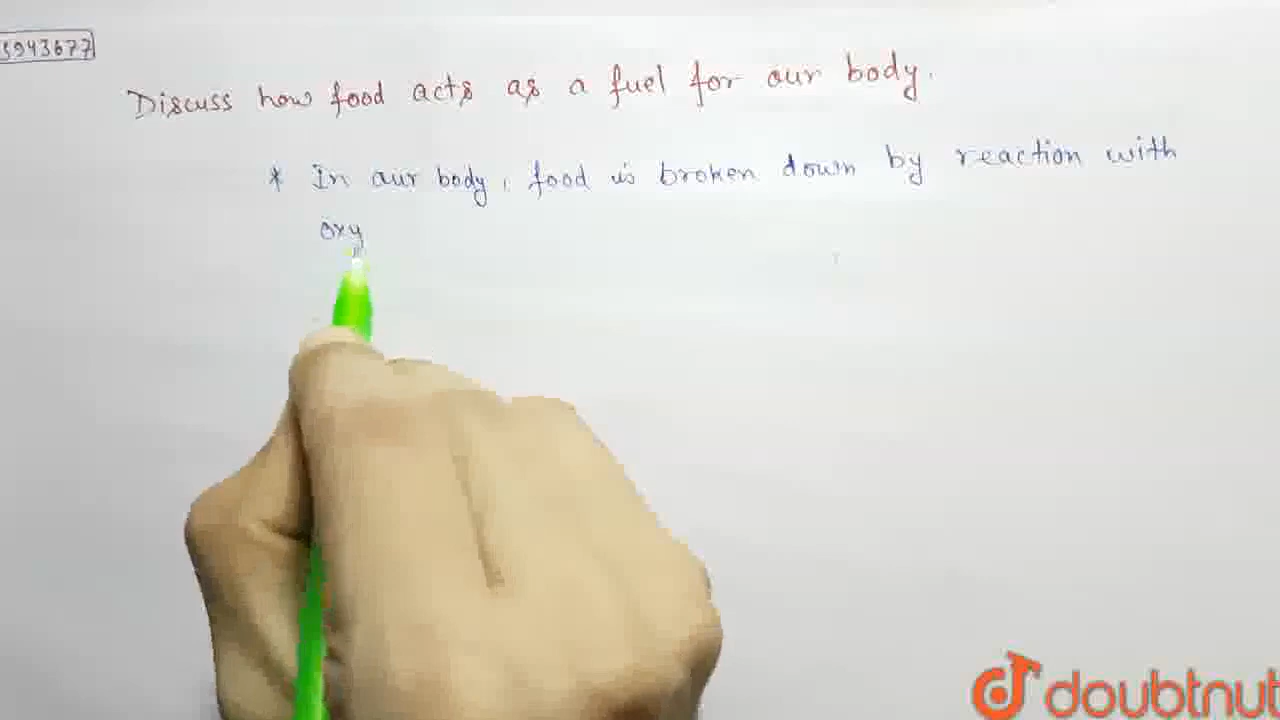 5943677
Discuss how food acts as a fuel for our body.
* In our body, food is broken down by reaction with
oxy
doubtnut